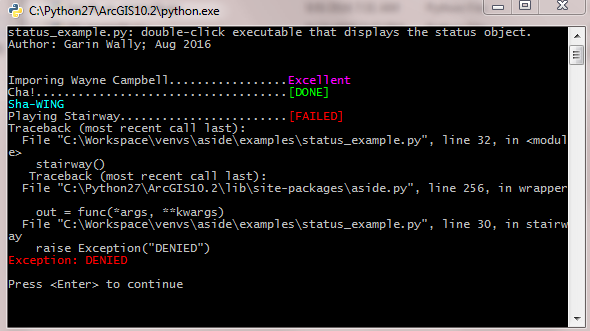 C:\Python27\ArcGIS10.2\python.exe
status_example.py: double-click executable that displays the status object.
Author: Garin Wally; Aug 2016
Imporing Wayne Campbell.................Excellent
Cha!......................................[DONE]
Sha-WING
Playing Stairway.........................[FAILED]
Traceback (most recent call last):
  File "C:\Workspace\venvs\aside\examples\status_example.py", line 32, in <modul
e>
    stairway()
   Traceback (most recent call last):
  File "C:\Python27\ArcGIS10.2\lib\site-packages\aside.py", line 256, in wrapper
    out = func(*args, **kwargs)
  File "C:\Workspace\venvs\aside\examples\status_example.py", line 30, in stairw
ay
    raise Exception("DENIED")
Exception: DENIED
Press <Enter> to continue